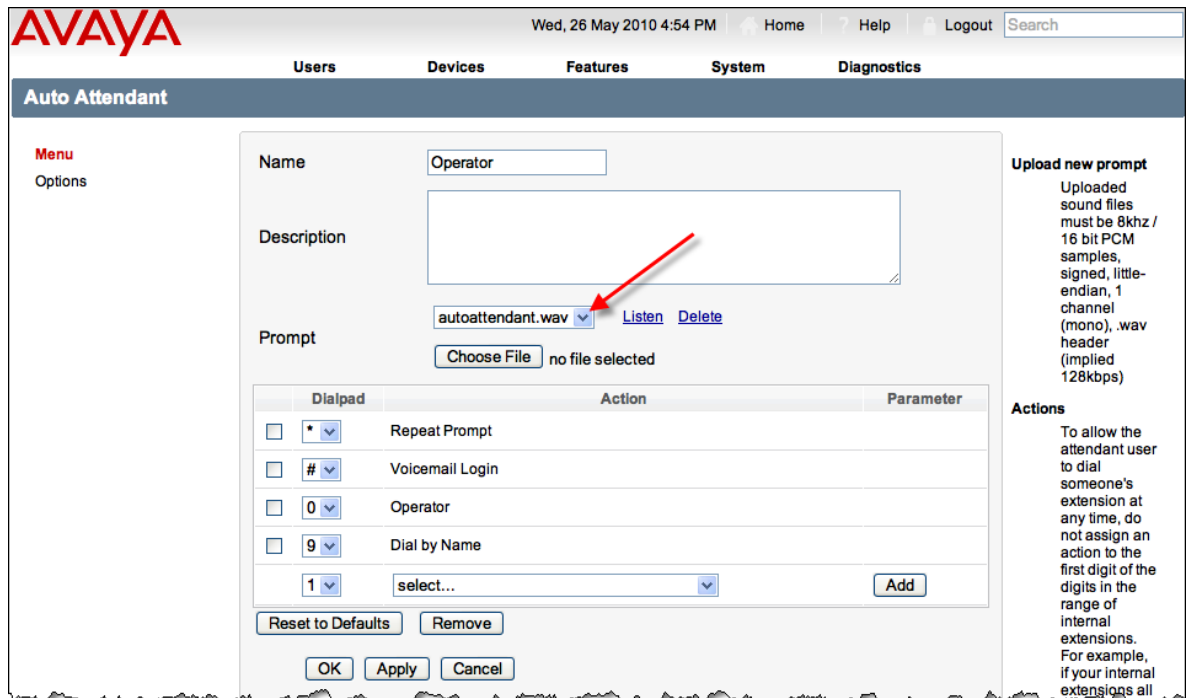 AVAYA
Wed, 26 May 2010 4:54 PM Home ? Help Logout Search
Users Devices Features System Diagnostics
Auto Attendant
Menu
Options
Name Operator
Description
Prompt
autoattendant.wav Listen Delete
Choose File no file selected
Dialpad Action Parameter
* Repeat Prompt
# Voicemail Login
0 Operator
9 Dial by Name
1 select... Add
Reset to Defaults Remove
OK Apply Cancel
Upload new prompt
Uploaded
sound files
must be 8khz /
16 bit PCM
samples,
signed, little-
endian, 1
channel
(mono), .wav
header
(implied
128kbps)
Actions
To allow the
attendant user
to dial
someone's
extension at
any time, do
not assign an
action to the
first digit of the
digits in the
range of
internal
extensions.
For example,
if your internal
extensions all